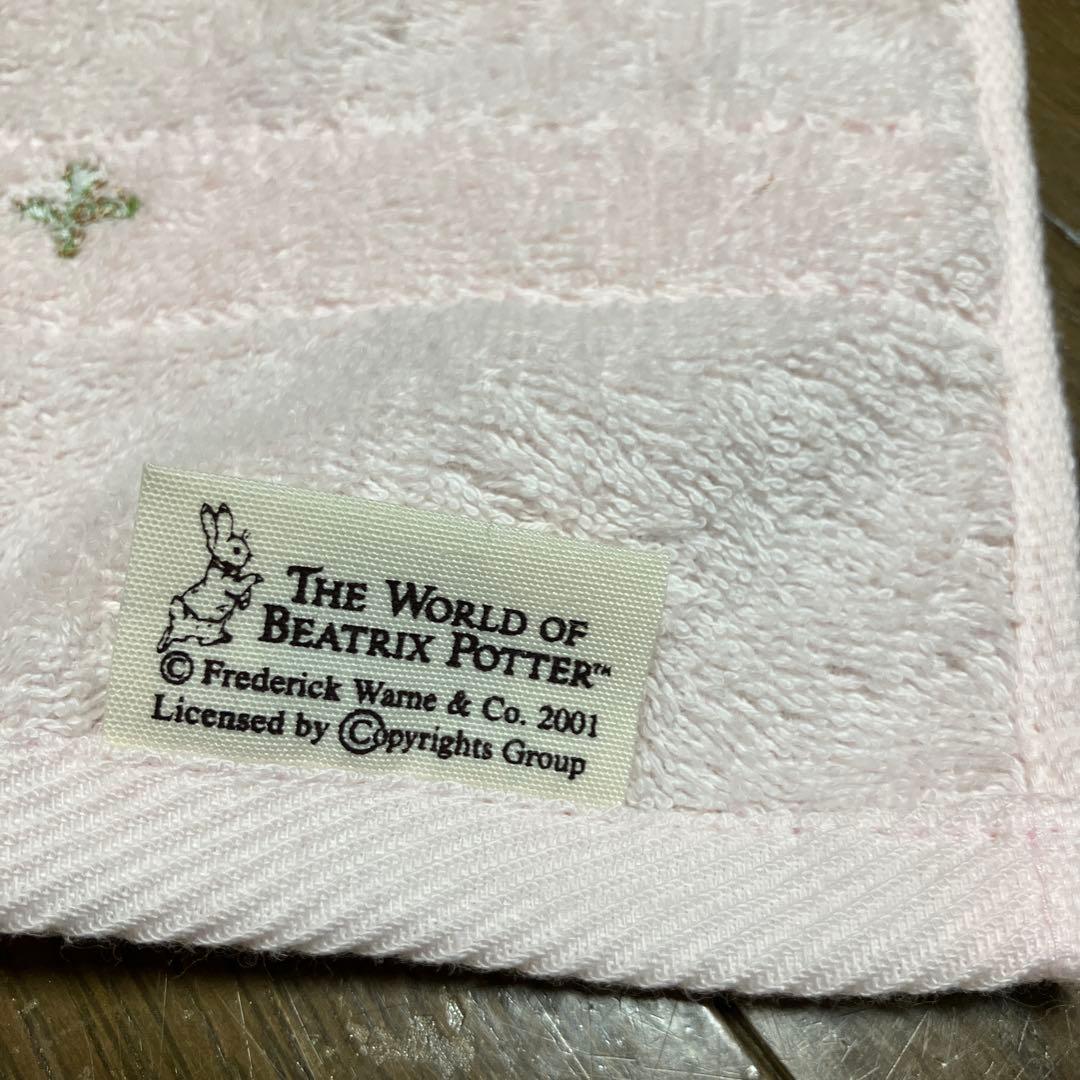 THE WORLD OF
BEATRIX POTTER™
© Frederick Warne & Co. 2001
Licensed by ©opyrights Group